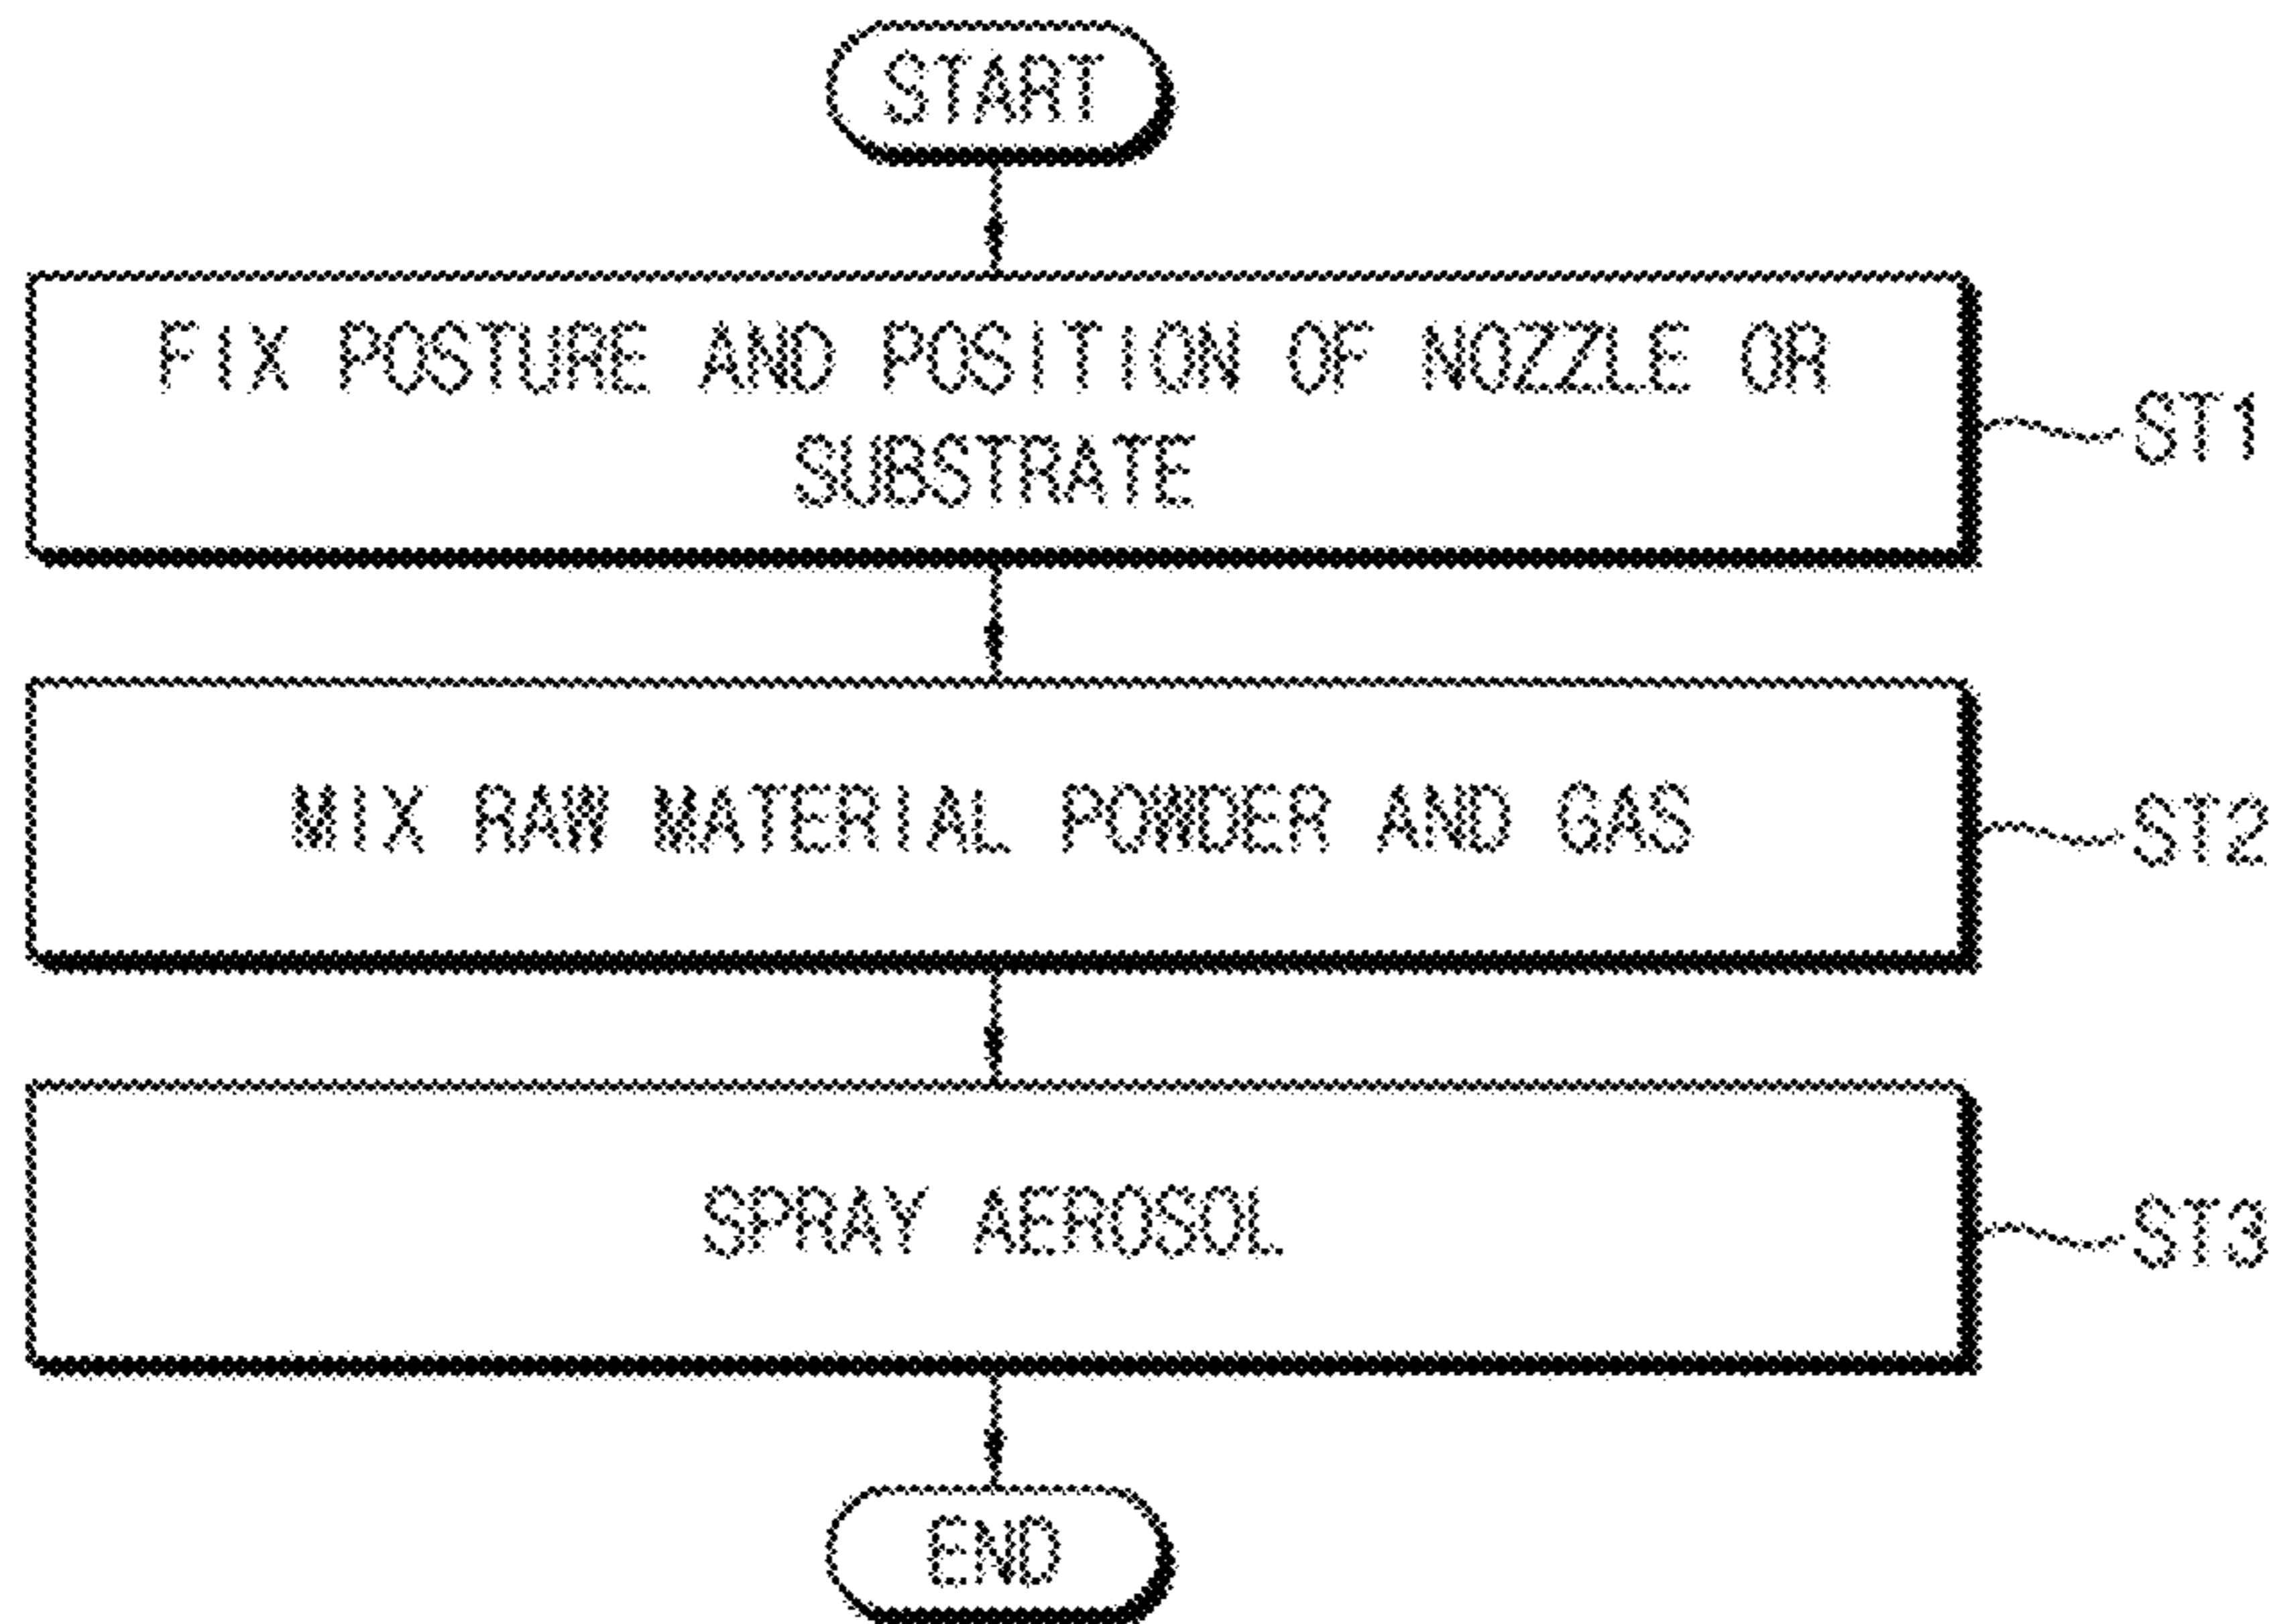 START
FIX POSTURE AND POSITION OF NOZZLE OR
SUBSTRATE
ST1
MIX RAW MATERIAL POWDER AND GAS
ST2
SPRAY AEROSOL
ST3
END